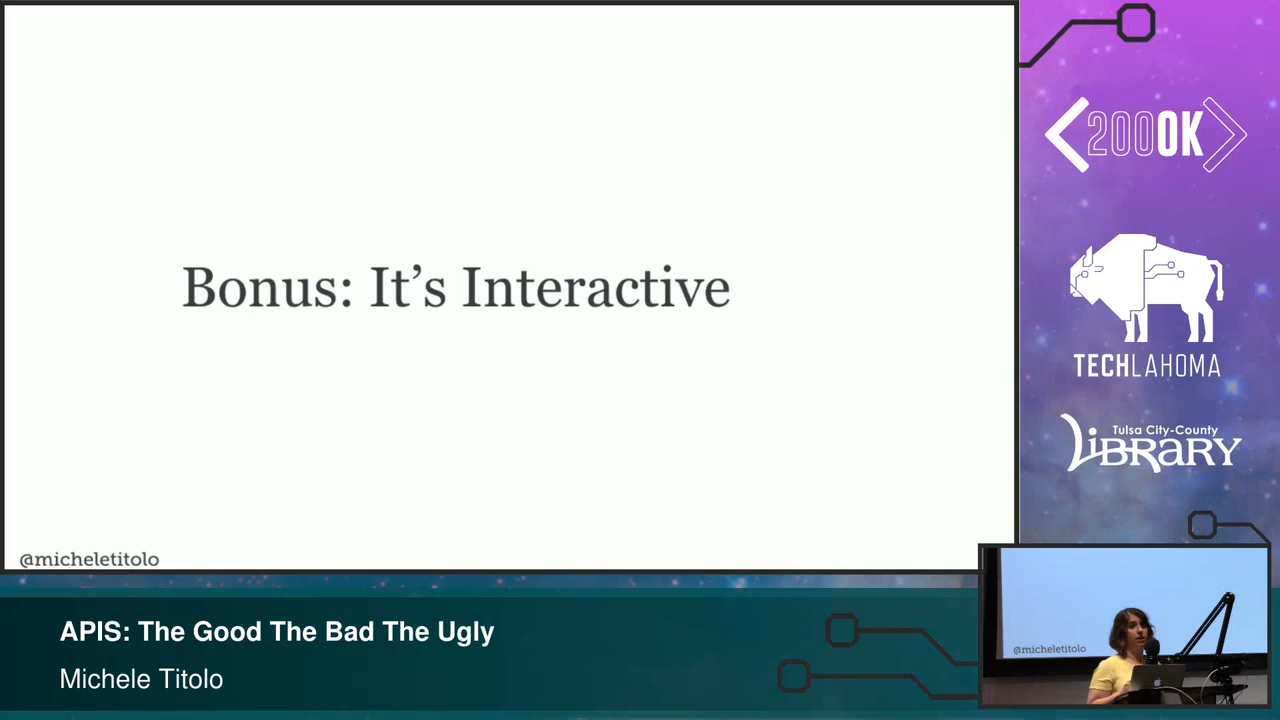 Bonus: It’s Interactive
@micheletitolo
200OK
TECHLAHOMA
Tulsa City-County
LIBRARY
@micheletitolo
APIS: The Good The Bad The Ugly
Michele Titolo